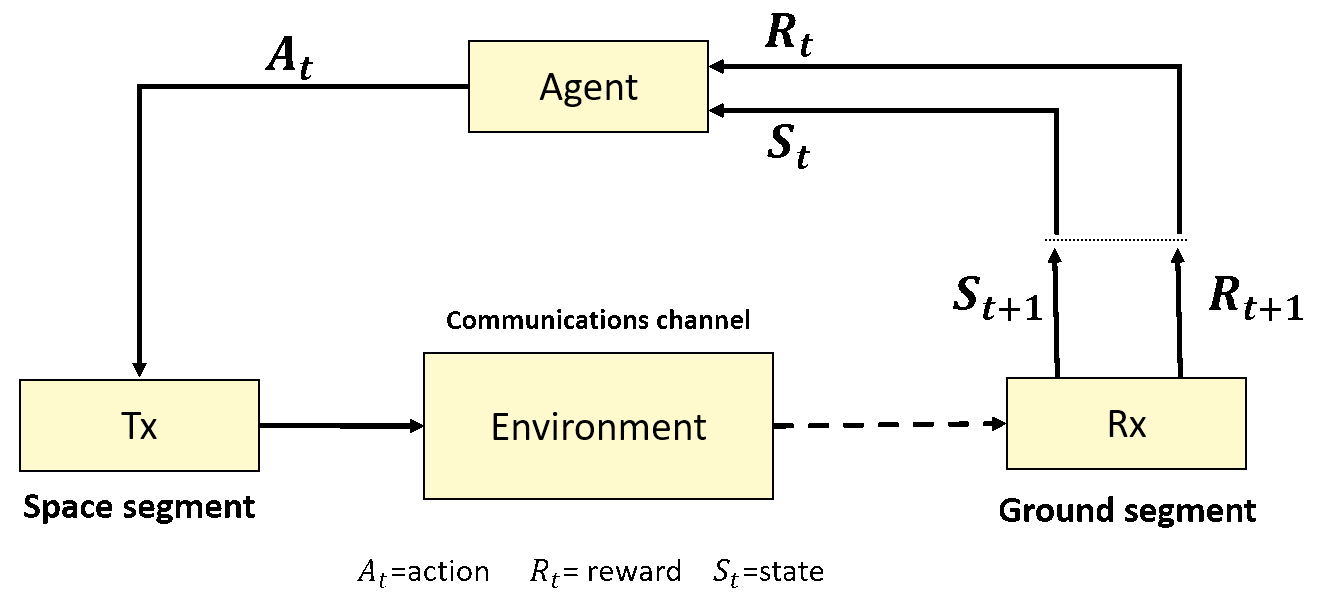 A_t
Agent
R_t
S_t
S_{t+1}
R_{t+1}
Communications channel
Tx
Environment
Rx
Space segment
Ground segment
A_t=action R_t= reward S_t=state